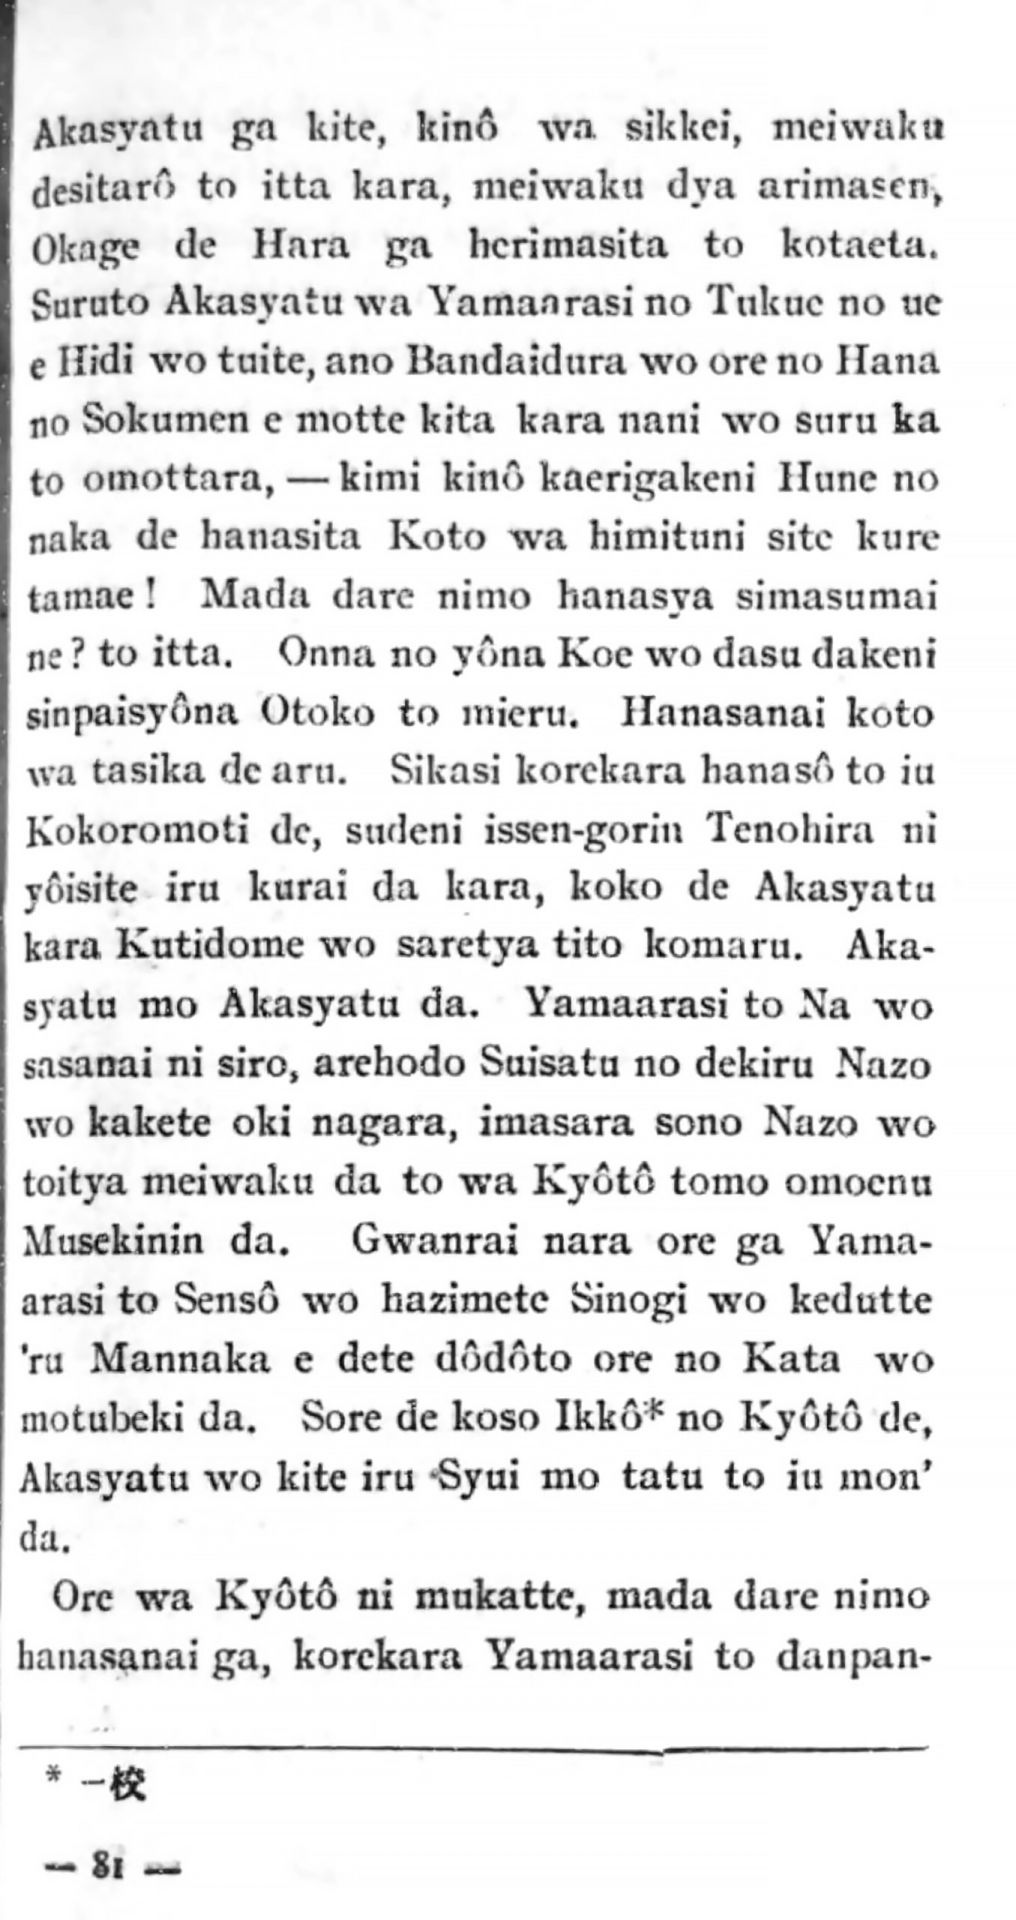 Akasyatu ga kite, kinô wa sikkei, meiwaku
desitarô to itta kara, meiwaku dya arimasen,
Okage de Hara ga herimasita to kotaeta.
Suruto Akasyatu wa Yamaarasi no Tukue no ue
e Hidi wo tuite, ano Bandaidura wo ore no Hana
no Sokumen e motte kita kara nani wo suru ka
to omottara, — kimi kinô kaerigakeni Hune no
naka de hanasita Koto wa himituni site kure
tamae! Mada dare nimo hanasya simasumai
ne? to itta. Onna no yôna Koe wo dasu dakeni
sinpaisyôna Otoko to mieru. Hanasanai koto
wa tasika de aru. Sikasi korekara hanasô to iu
Kokoromoti de, sudeni issen-gorin Tenohira ni
yôisite iru kurai da kara, koko de Akasyatu
kara Kutidome wo saretya tito komaru. Aka-
syatu mo Akasyatu da. Yamaarasi to Na wo
sasanai ni siro, arehodo Suisatu no dekiru Nazo
wo kakete oki nagara, imasara sono Nazo wo
toitya meiwaku da to wa Kyôtô tomo omoenu
Musekinin da. Gwanrai nara ore ga Yama-
arasi to Sensô wo hazimete Sinogi wo kedutte
'ru Mannaka e dete dôdôto ore no Kata wo
motubeki da. Sore de koso Ikkô* no Kyôtô de,
Akasyatu wo kite iru Syui mo tatu to iu mon'
da.
Ore wa Kyôtô ni mukatte, mada dare nimo
hanasanai ga, korekara Yamaarasi to danpan-
* 一校
— 81 —